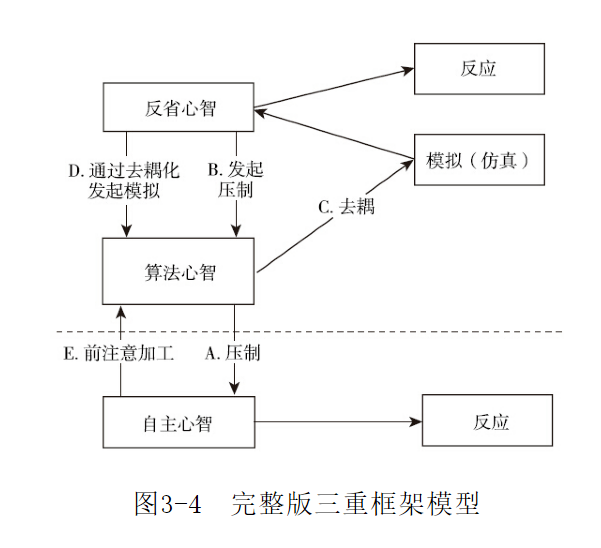 反应
反省心智
模拟（仿真）
D. 通过去耦化
发起模拟
B. 发起
压制
C. 去耦
算法心智
E. 前注意加工
A. 压制
自主心智
反应
图3-4 完整版三重框架模型